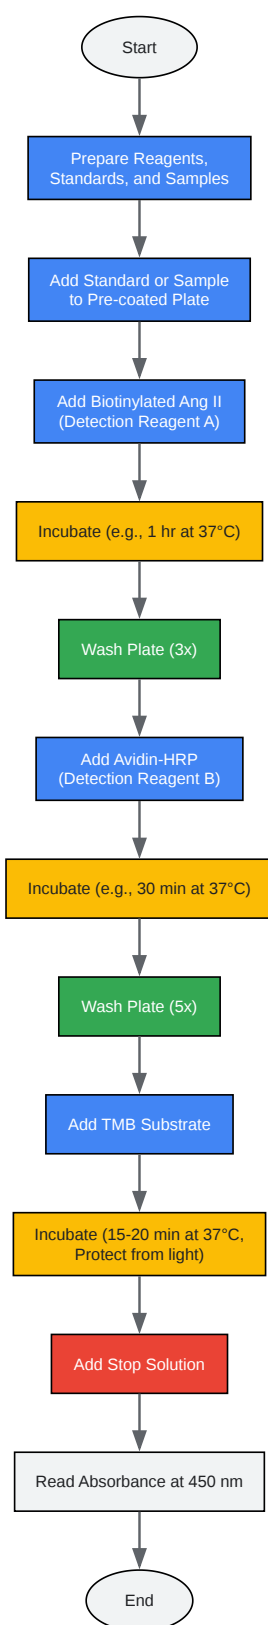 Start
Prepare Reagents,
Standards, and Samples
Add Standard or Sample
to Pre-coated Plate
Add Biotinylated Ang II
(Detection Reagent A)
Incubate (e.g., 1 hr at 37°C)
Wash Plate (3x)
Add Avidin-HRP
(Detection Reagent B)
Incubate (e.g., 30 min at 37°C)
Wash Plate (5x)
Add TMB Substrate
Incubate (15-20 min at 37°C,
Protect from light)
Add Stop Solution
Read Absorbance at 450 nm
End